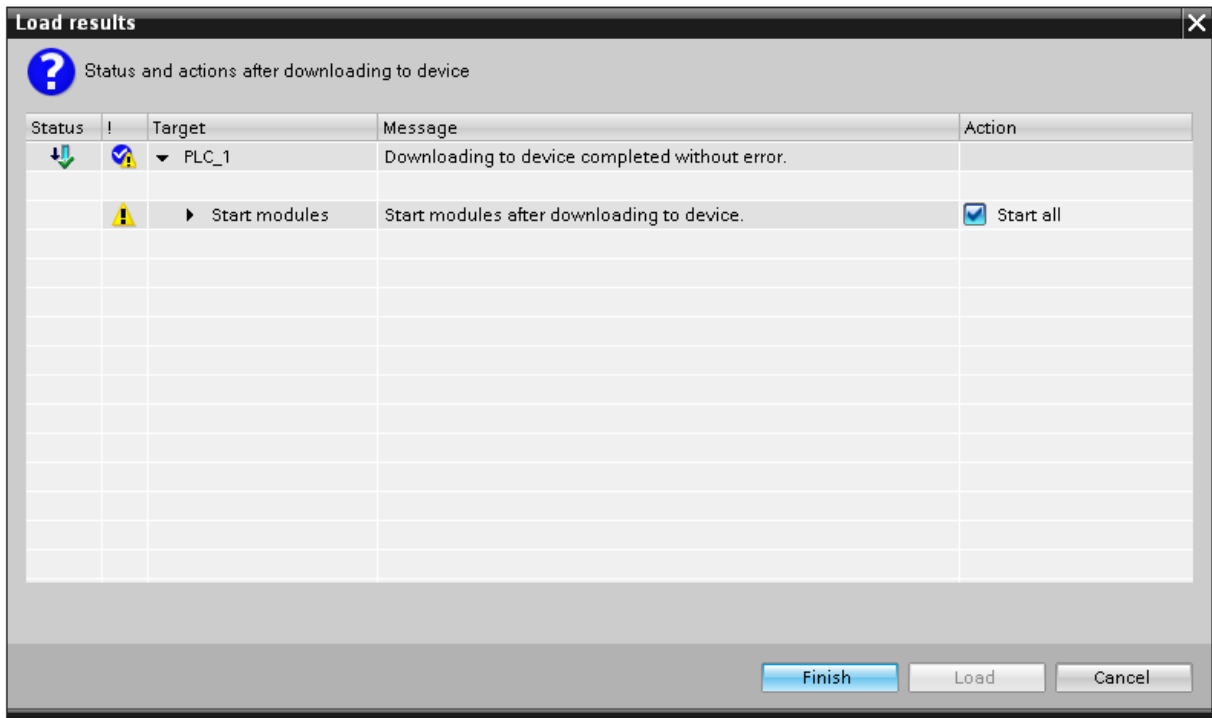 Load results
Status and actions after downloading to device
Status ! Target Message Action
PLC_1 Downloading to device completed without error.
Start modules Start modules after downloading to device. Start all
Finish Load Cancel